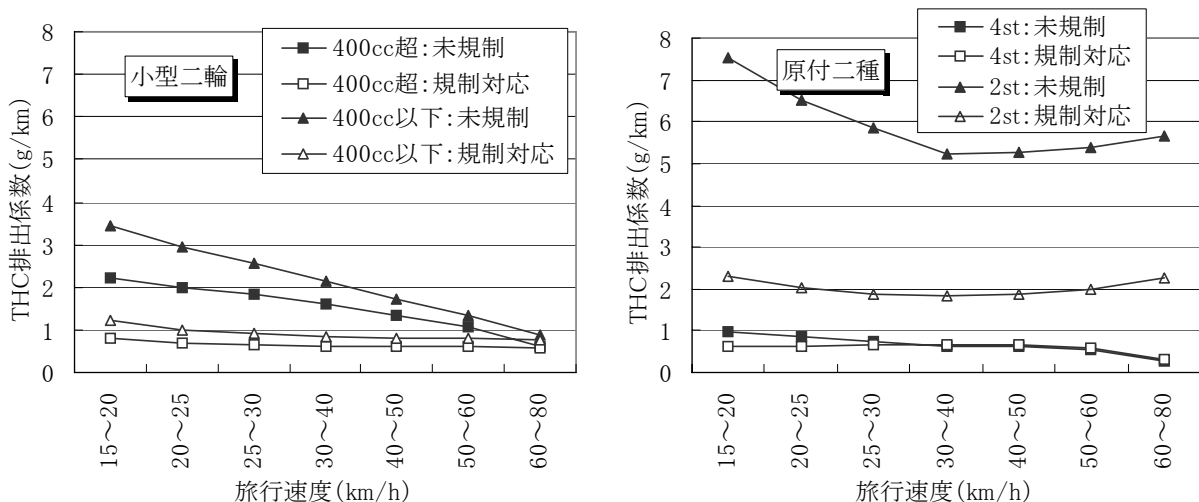 小型二輪
400cc超:未規制
400cc超:規制対応
400cc以下:未規制
400cc以下:規制対応
THC排出係数(g/km)
8
7
6
5
4
3
2
1
0
15～20
20～25
25～30
30～40
40～50
50～60
60～80
旅行速度(km/h)
原付二種
4st:未規制
4st:規制対応
2st:未規制
2st:規制対応
THC排出係数(g/km)
8
7
6
5
4
3
2
1
0
15～20
20～25
25～30
30～40
40～50
50～60
60～80
旅行速度(km/h)